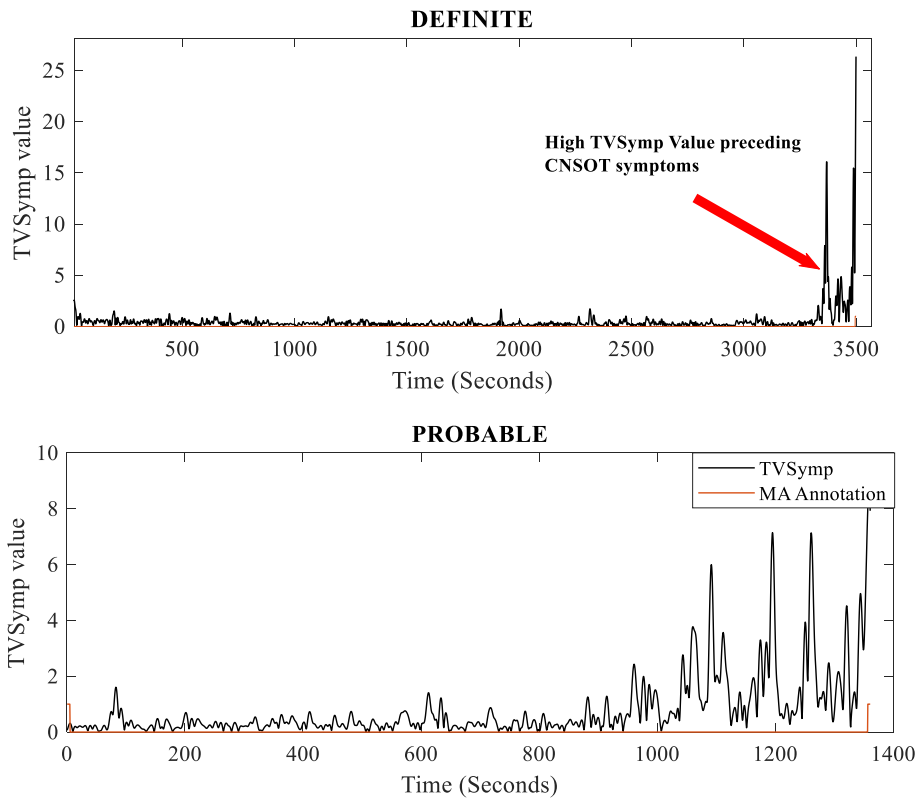 DEFINITE
25
20
15
10
5
0
TVSymp value
High TVSymp Value preceding
CNSOT symptoms
500 1000 1500 2000 2500 3000 3500
Time (Seconds)
PROBABLE
10
8
6
4
2
0
TVSymp value
TVSymp
MA Annotation
0 200 400 600 800 1000 1200 1400
Time (Seconds)